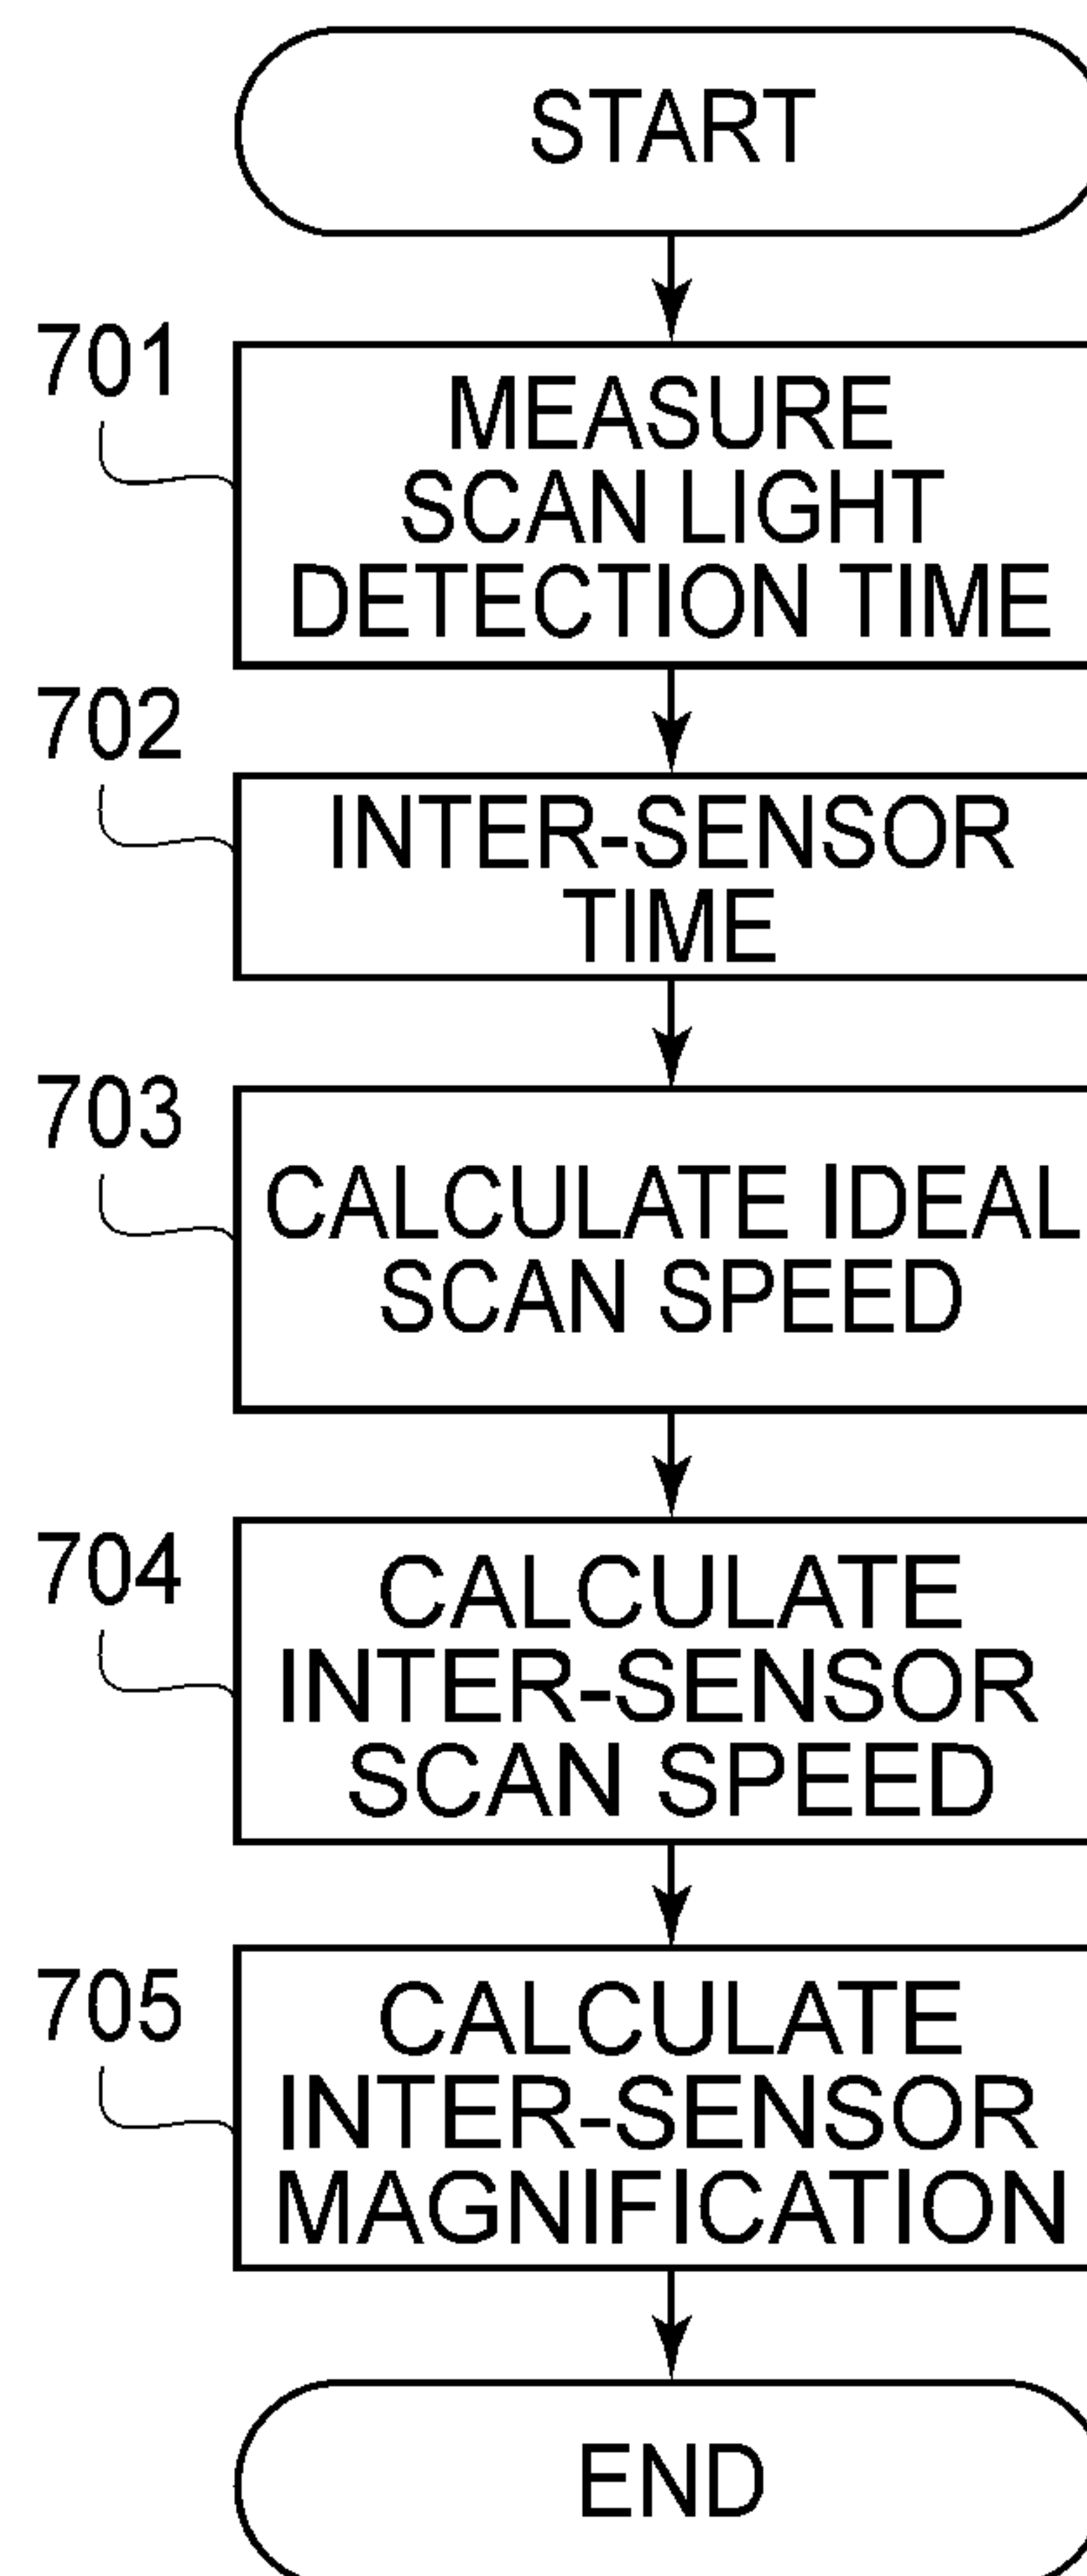 START
701
MEASURE
SCAN LIGHT
DETECTION TIME
702
INTER-SENSOR
TIME
703
CALCULATE IDEAL
SCAN SPEED
704
CALCULATE
INTER-SENSOR
SCAN SPEED
705
CALCULATE
INTER-SENSOR
MAGNIFICATION
END